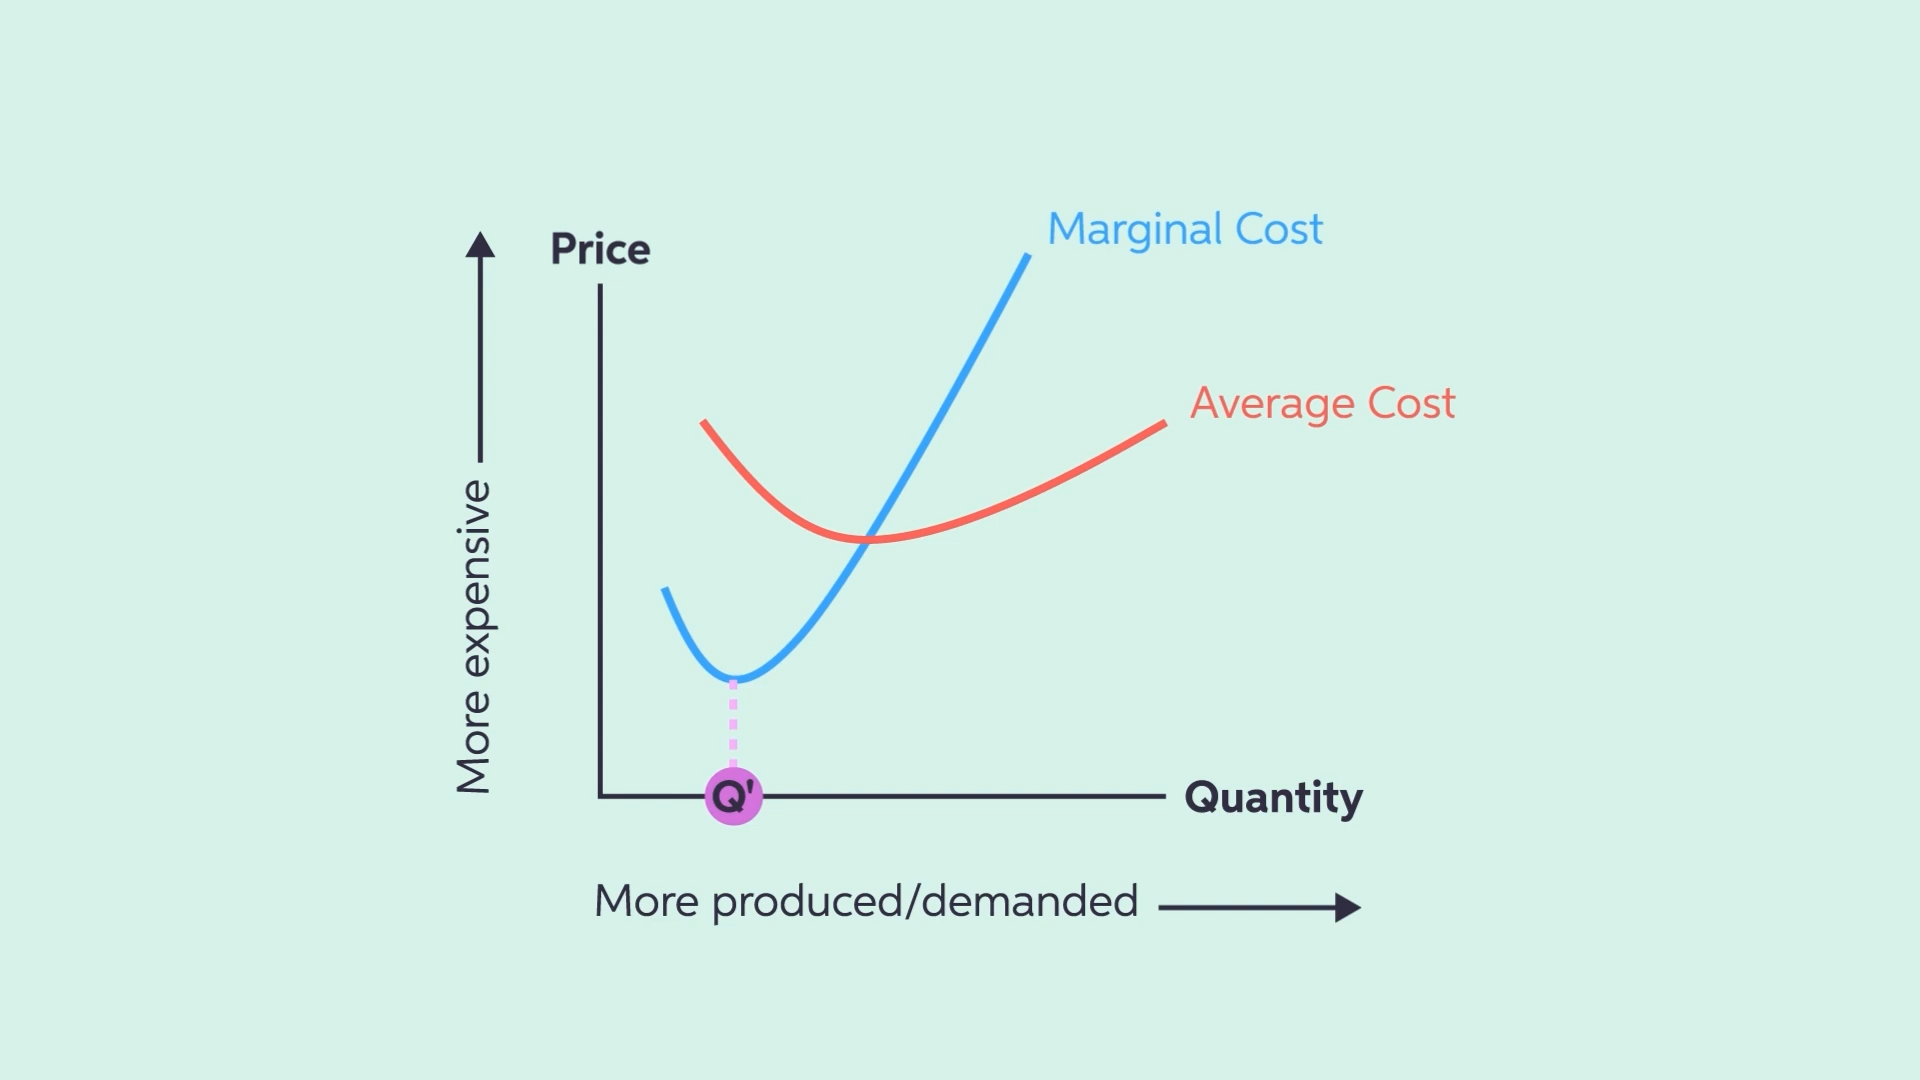 Marginal Cost
Price
Average Cost
More expensive
Q'
Quantity
More produced/demanded